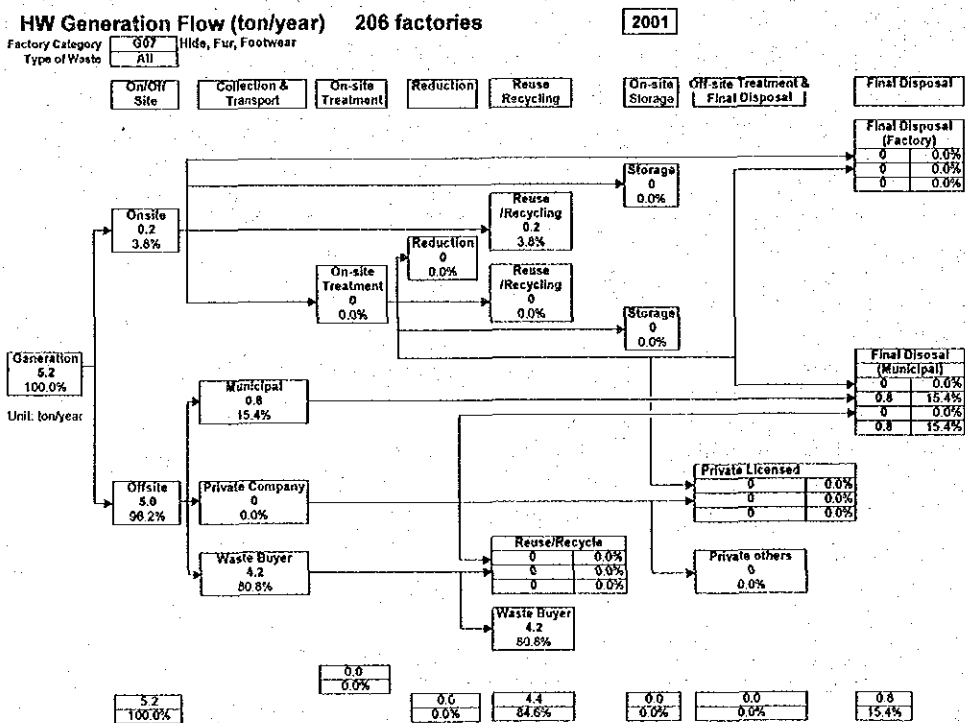 HW Generation Flow (ton/year) 206 factories 2001
Factory Category G07 Hide, Fur, Footwear
Type of Waste All
On/Off Site
Collection & Transport
On-site Treatment
Reduction
Reuse Recycling
On-site Storage
Off-site Treatment & Final Disposal
Final Disposal
Final Disposal
(Factory)
0 0.0%
0 0.0%
0 0.0%
Storage
0
0.0%
Onsite
0.2
3.8%
Reuse
/Recycling
0.2
3.8%
Reduction
0
0.0%
On-site
Treatment
0
0.0%
Reuse
/Recycling
0
0.0%
Storage
0
0.0%
Generation
5.2
100.0%
Unit: ton/year
Final Disosal
(Municipal)
0 0.0%
0.8 15.4%
0 0.0%
0.8 15.4%
Municipal
0.8
15.4%
Offsite
5.0
96.2%
Private Company
0
0.0%
Private Licensed
0 0.0%
0 0.0%
0 0.0%
Waste Buyer
4.2
80.8%
Reuse/Recycle
0 0.0%
0 0.0%
0 0.0%
Private others
0
0.0%
Waste Buyer
4.2
80.8%
0.0
0.0%
5.2
100.0%
0.0
0.0%
4.4
84.6%
0.0
0.0%
0.0
0.0%
0.8
15.4%